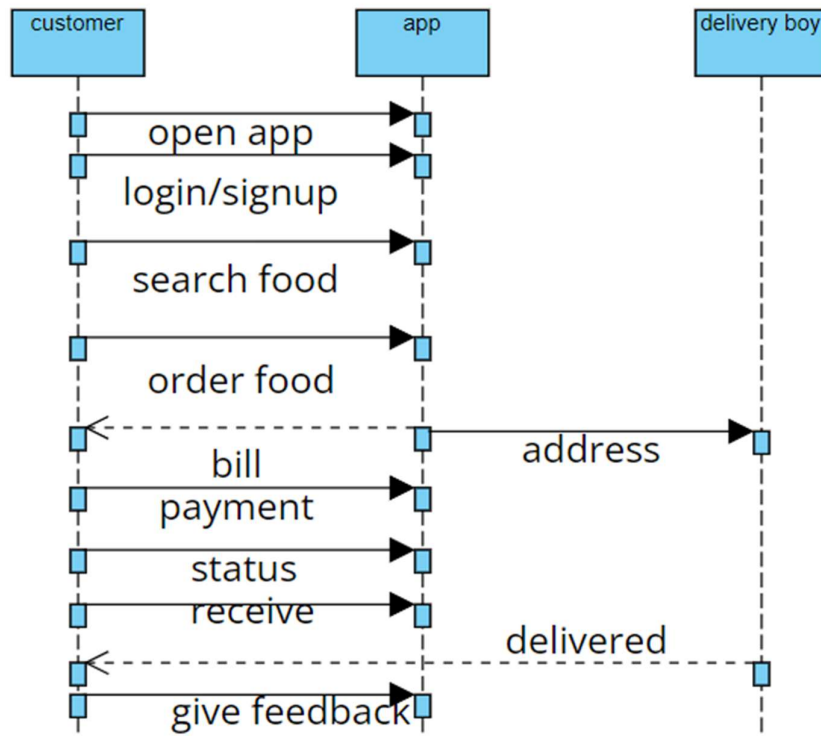 customer
app
delivery boy
open app
login/signup
search food
order food
address
bill
payment
status
receive
delivered
give feedback